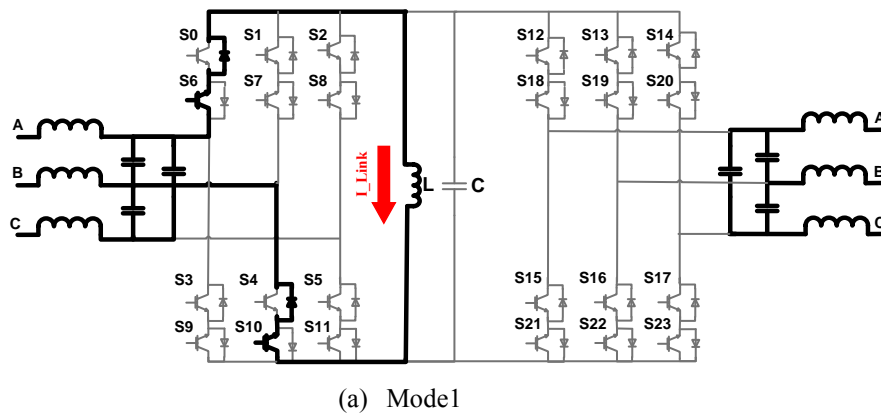 S0 S1 S2 S12 S13 S14
S6 S7 S8 S18 S19 S20
A A
I_Link
L C
B B
C C
S3 S4 S5 S15 S16 S17
S9 S10 S11 S21 S22 S23
(a) Mode1